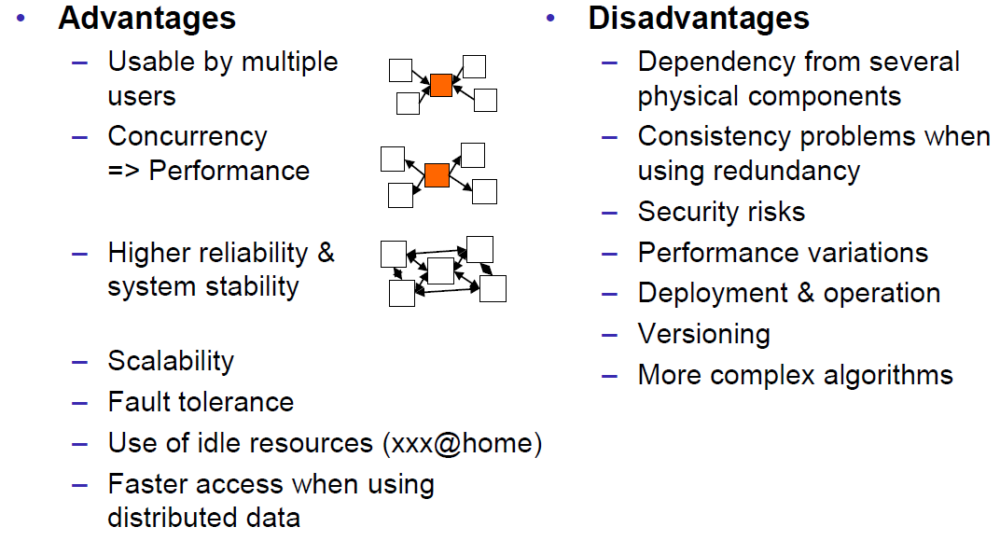 • Advantages
– Usable by multiple
users
– Concurrency
=> Performance
– Higher reliability &
system stability
– Scalability
– Fault tolerance
– Use of idle resources (xxx@home)
– Faster access when using
distributed data
• Disadvantages
– Dependency from several
physical components
– Consistency problems when
using redundancy
– Security risks
– Performance variations
– Deployment & operation
– Versioning
– More complex algorithms